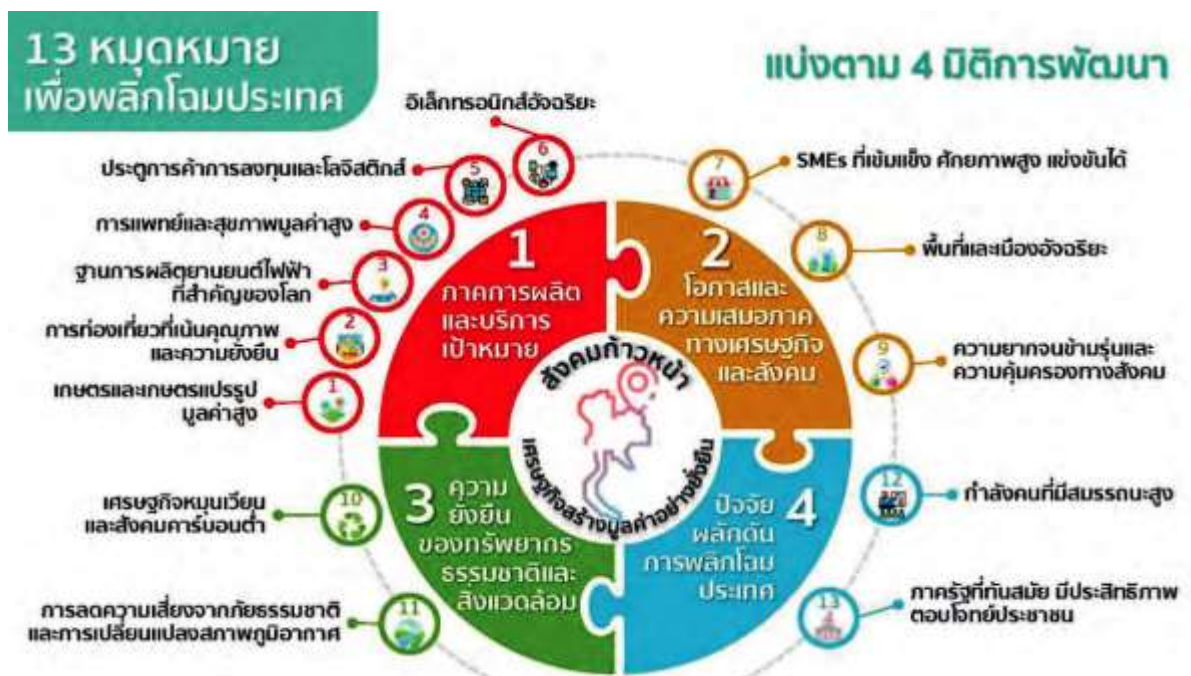 13 หมุดหมาย
เพื่อพลิกโฉมประเทศ
แบ่งตาม 4 มิติการพัฒนา
อิเล็กทรอนิกส์อัจฉริยะ
6
ประตูการค้าการลงทุนและโลจิสติกส์
5
การแพทย์และสุขภาพมูลค่าสูง
4
ฐานการผลิตยานยนต์ไฟฟ้า
ที่สำคัญของโลก
3
การท่องเที่ยวที่เน้นคุณภาพ
และความยั่งยืน
2
เกษตรและเกษตรแปรรูป
มูลค่าสูง
1
7
SMEs ที่เข้มแข็ง ศักยภาพสูง แข่งขันได้
8
พื้นที่และเมืองอัจฉริยะ
9
ความยากจนข้ามรุ่นและ
ความคุ้มครองทางสังคม
1
ภาคการผลิต
และบริการ
เป้าหมาย
2
โอกาสและ
ความเสมอภาค
ทางเศรษฐกิจ
และสังคม
สังคมก้าวหน้า
เศรษฐกิจสร้างมูลค่าอย่างยั่งยืน
3
ความ
ยั่งยืน
ของทรัพยากร
ธรรมชาติและ
สิ่งแวดล้อม
4
ปัจจัย
ผลักดัน
การพลิกโฉม
ประเทศ
เศรษฐกิจหมุนเวียน
และสังคมคาร์บอนต่ำ
10
การลดความเสี่ยงจากภัยธรรมชาติ
และการเปลี่ยนแปลงสภาพภูมิอากาศ
11
12
กำลังคนที่มีสมรรถนะสูง
13
ภาครัฐที่ทันสมัย มีประสิทธิภาพ
ตอบโจทย์ประชาชน